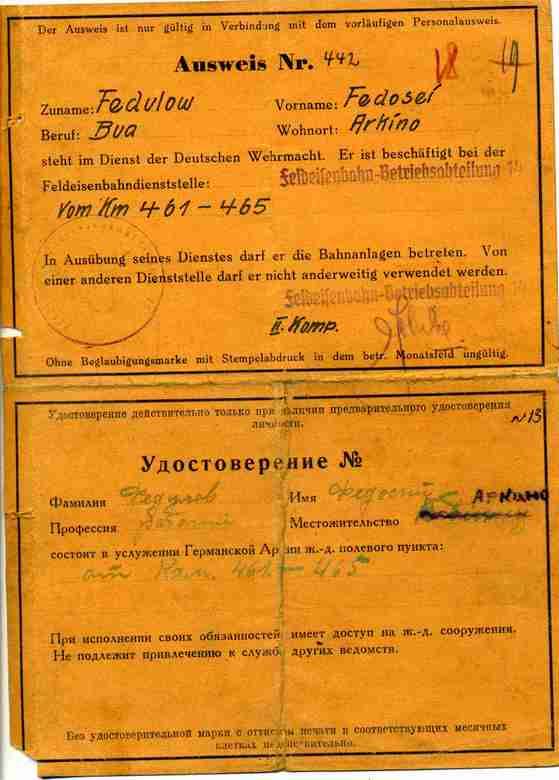 Der Ausweis ist nur gültig in Verbindung mit dem vorläufigen Personalausweis.
Ausweis Nr. 442
18 19
Zuname: Fedulow Vorname: Fedosei
Beruf: Bua Wohnort: Arkino
steht im Dienst der Deutschen Wehrmacht. Er ist beschäftigt bei der
Feldeisenbahndienststelle: Feldeisenbahn-Betriebsabteilung 14
vom Km 461 - 465
In Ausübung seines Dienstes darf er die Bahnanlagen betreten. Von
einer anderen Dienststelle darf er nicht anderweitig verwendet werden.
Feldeisenbahn-Betriebsabteilung
II. Komp.
Ohne Beglaubigungsmarke mit Stempelabdruck in dem betr. Monatsfeld ungültig.
Удостоверение действительно только при наличии предварительного удостоверения
личности.
№13
Удостоверение №
Фамилия Федулов Имя Федосей
Аркино
Профессия рабочий Местожительство
состоит в услужении Германской Армии ж.-д. полевого пункта:
от Км. 461 - 465
При исполнении своих обязанностей имеет доступ на ж.-д. сооружения.
Не подлежит привлечению к службе других ведомств.
Без удостоверительной марки с оттиском печати в соответствующих месячных
клетках недействительно.